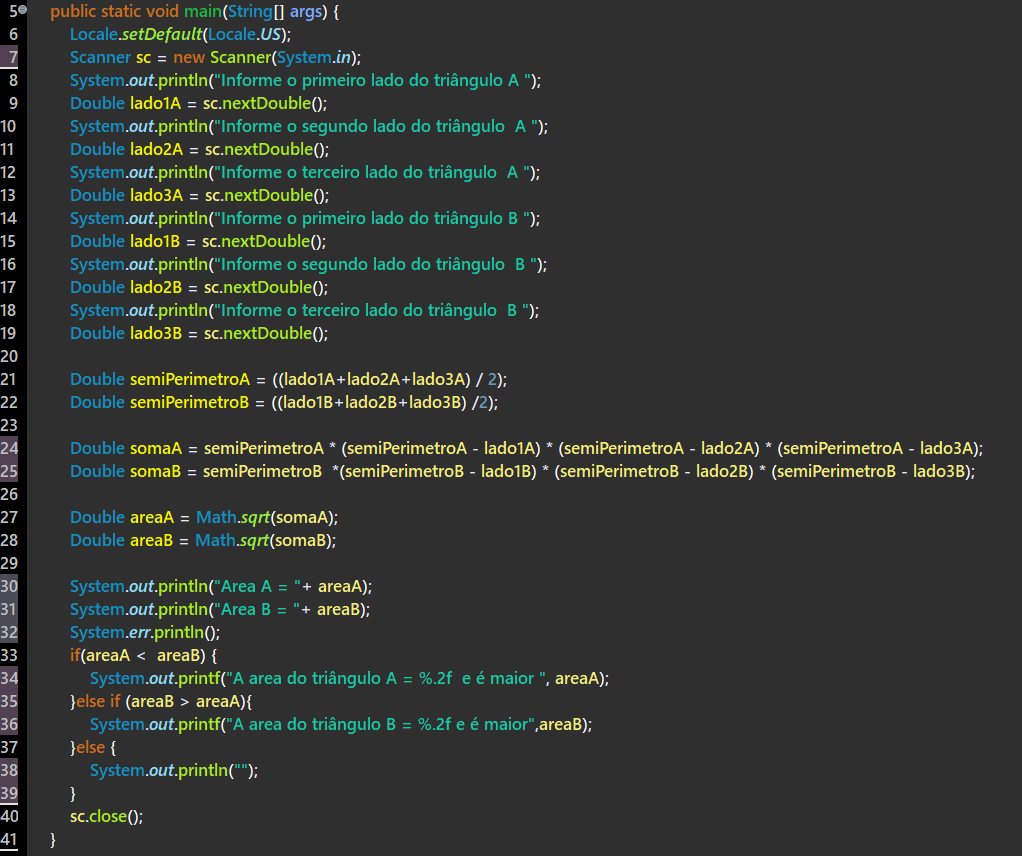 5 public static void main(String[] args) {
6 Locale.setDefault(Locale.US);
7 Scanner sc = new Scanner(System.in);
8 System.out.println("Informe o primeiro lado do triângulo A ");
9 Double lado1A = sc.nextDouble();
10 System.out.println("Informe o segundo lado do triângulo  A ");
11 Double lado2A = sc.nextDouble();
12 System.out.println("Informe o terceiro lado do triângulo  A ");
13 Double lado3A = sc.nextDouble();
14 System.out.println("Informe o primeiro lado do triângulo B ");
15 Double lado1B = sc.nextDouble();
16 System.out.println("Informe o segundo lado do triângulo  B ");
17 Double lado2B = sc.nextDouble();
18 System.out.println("Informe o terceiro lado do triângulo  B ");
19 Double lado3B = sc.nextDouble();
20
21 Double semiPerimetroA = ((lado1A+lado2A+lado3A) / 2);
22 Double semiPerimetroB = ((lado1B+lado2B+lado3B) /2);
23
24 Double somaA = semiPerimetroA * (semiPerimetroA - lado1A) * (semiPerimetroA - lado2A) * (semiPerimetroA - lado3A);
25 Double somaB = semiPerimetroB  *(semiPerimetroB - lado1B) * (semiPerimetroB - lado2B) * (semiPerimetroB - lado3B);
26
27 Double areaA = Math.sqrt(somaA);
28 Double areaB = Math.sqrt(somaB);
29
30 System.out.println("Area A = "+ areaA);
31 System.out.println("Area B = "+ areaB);
32 System.err.println();
33 if(areaA <  areaB) {
34 System.out.printf("A area do triângulo A = %.2f  e é maior ", areaA);
35 }else if (areaB > areaA){
36 System.out.printf("A area do triângulo B = %.2f e é maior",areaB);
37 }else {
38 System.out.println("");
39 }
40 sc.close();
41 }